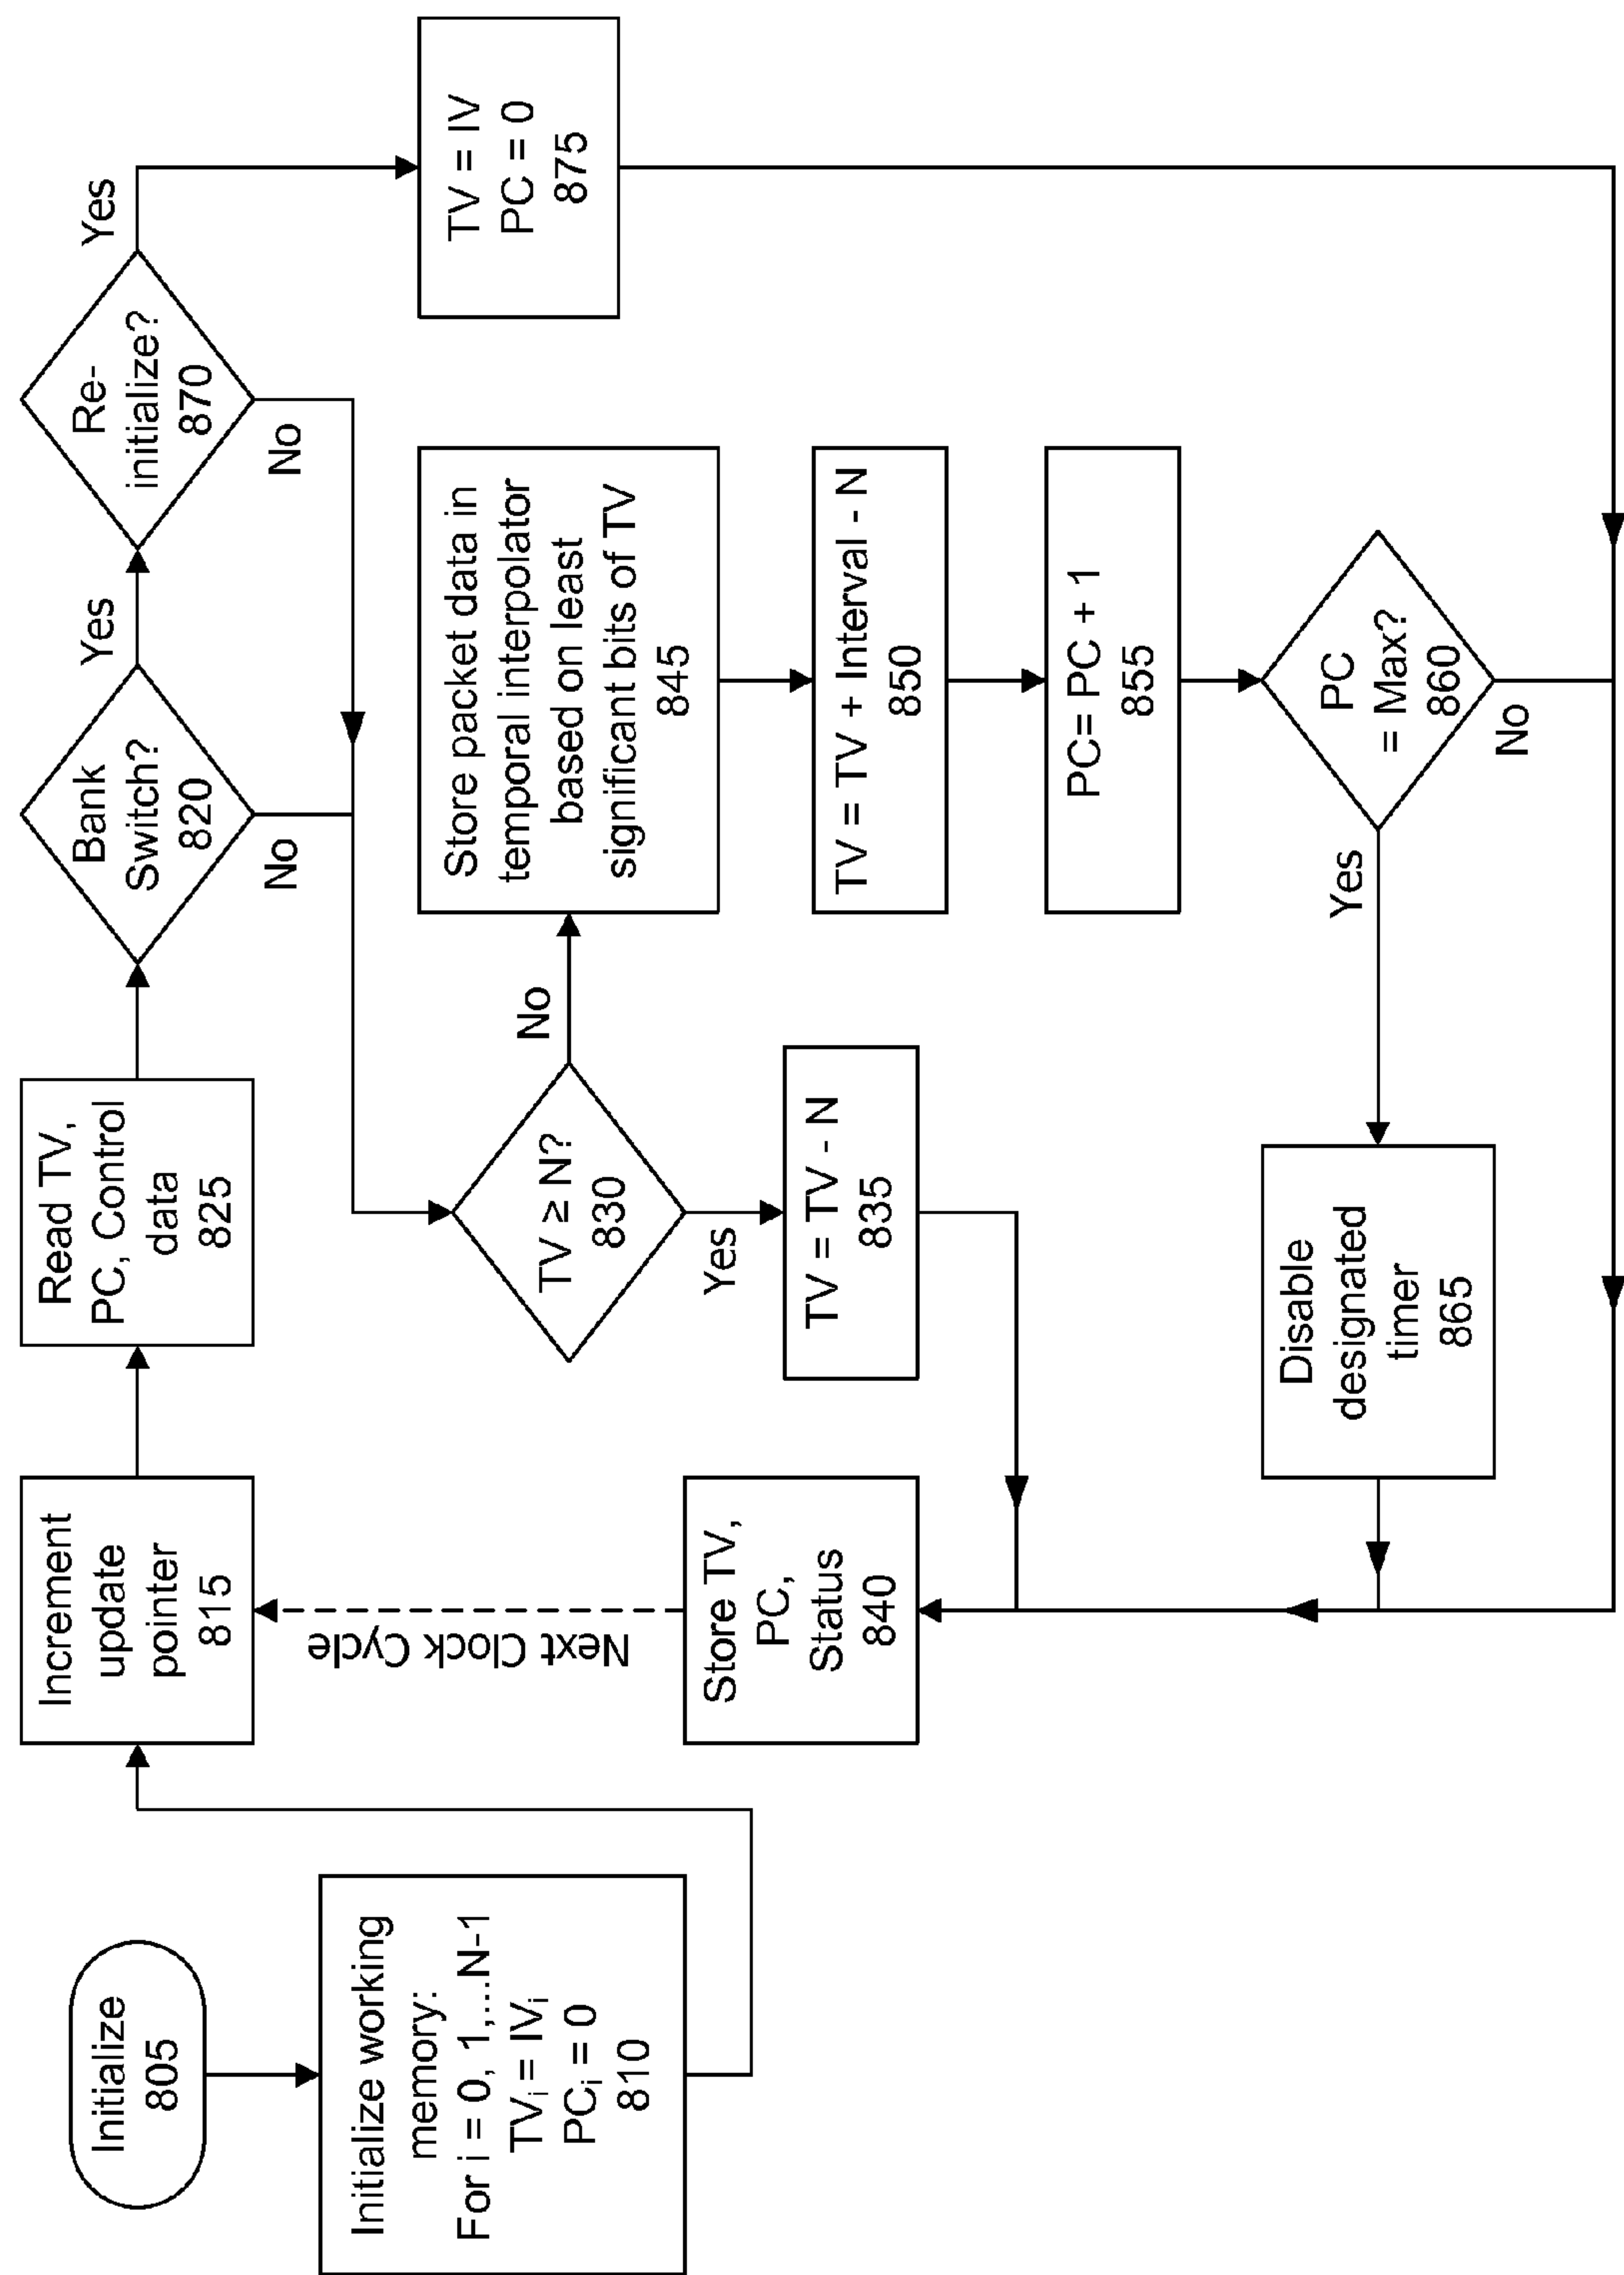 Initialize
805
Initialize working
memory:
For i = 0, 1,...N-1
TVi = IVi
PCi = 0
810
Increment
update
pointer
815
Next Clock Cycle
Store TV,
PC,
Status
840
Read TV,
PC, Control
data
825
Bank
Switch?
820
Yes
No
Re-
initialize?
870
Yes
No
TV = IV
PC = 0
875
TV ≥ N?
830
No
Yes
TV = TV - N
835
Store packet data in
temporal interpolator
based on least
significant bits of TV
845
TV = TV + Interval - N
850
PC= PC + 1
855
PC
= Max?
860
Yes
No
Disable
designated
timer
865